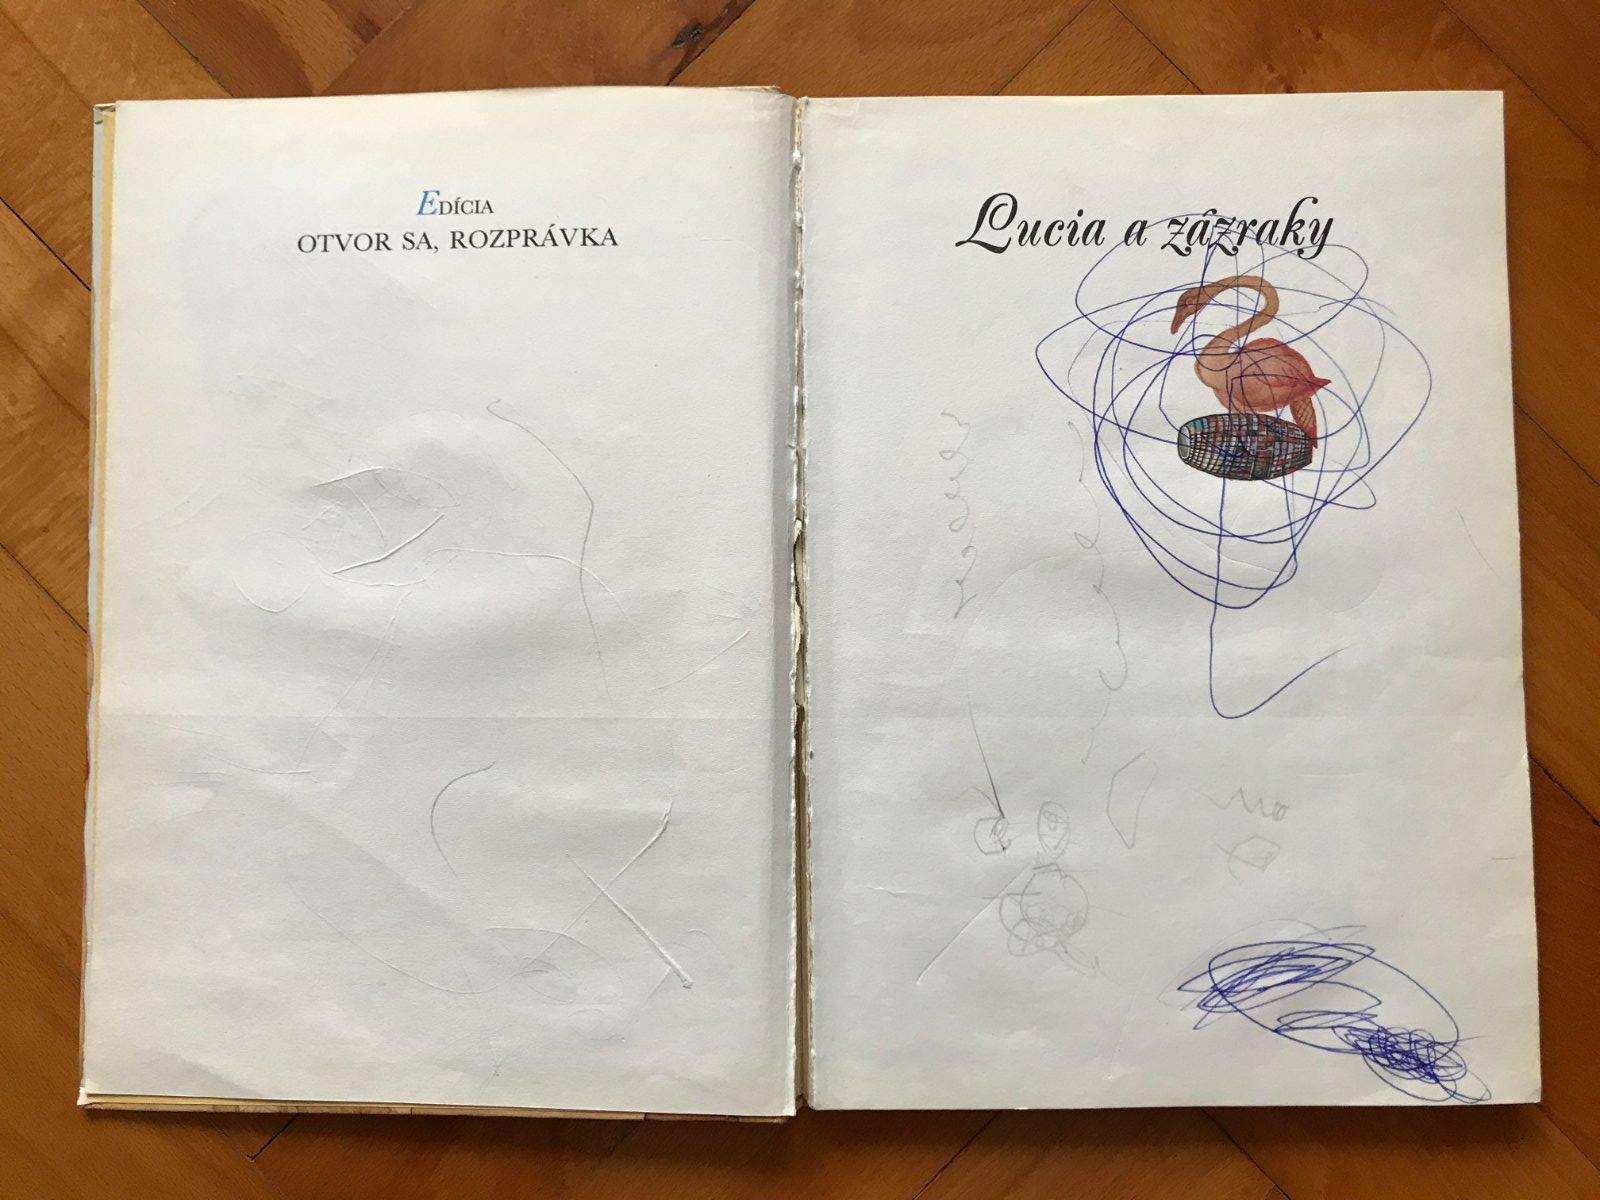 EDÍCIA
OTVOR SA, ROZPRÁVKA
Lucia a zázraky